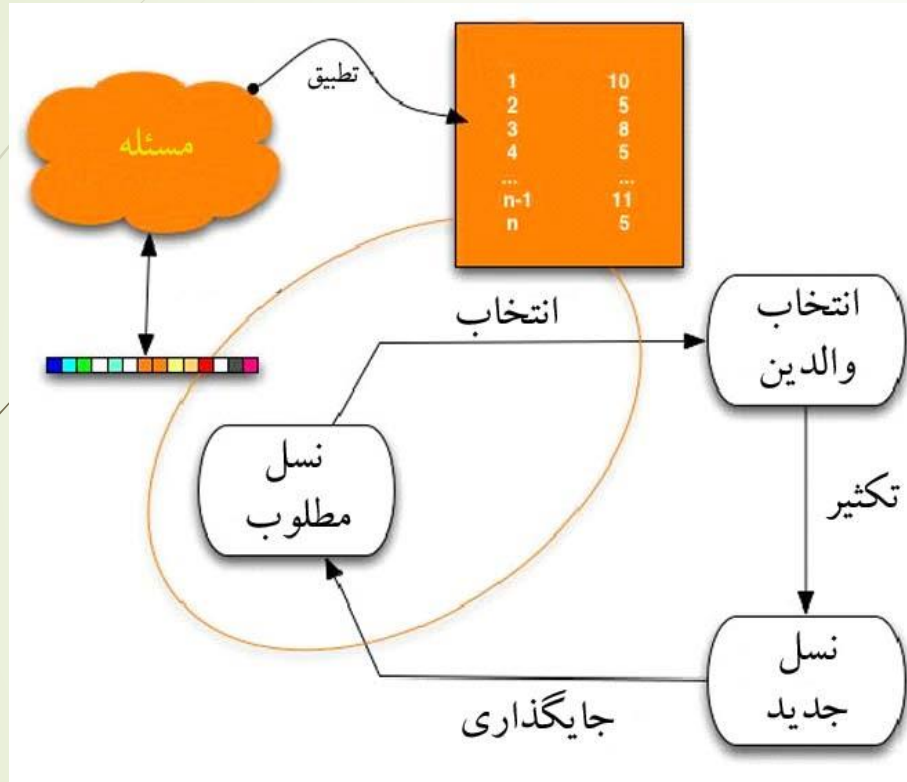 تطبیق
مسئله
1 10
2 5
3 8
4 5
... ...
n-1 11
n 5
انتخاب
انتخاب
والدین
نسل
مطلوب
تکثیر
نسل
جدید
جایگذاری